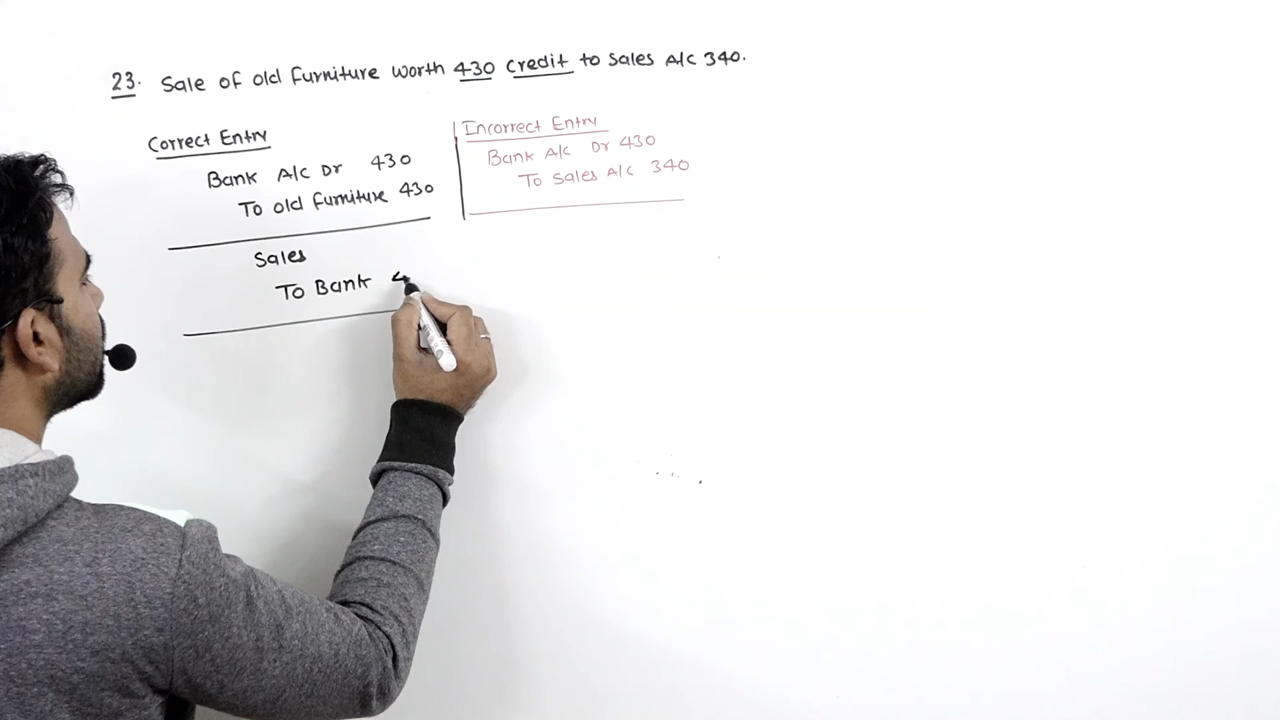 23. Sale of old Furniture worth 430 credit to Sales A/c 340.
Correct Entry
Bank A/c Dr 430
To old Furniture 430
Incorrect Entry
Bank A/c Dr 430
To Sales A/c 340
Sales
To Bank 4